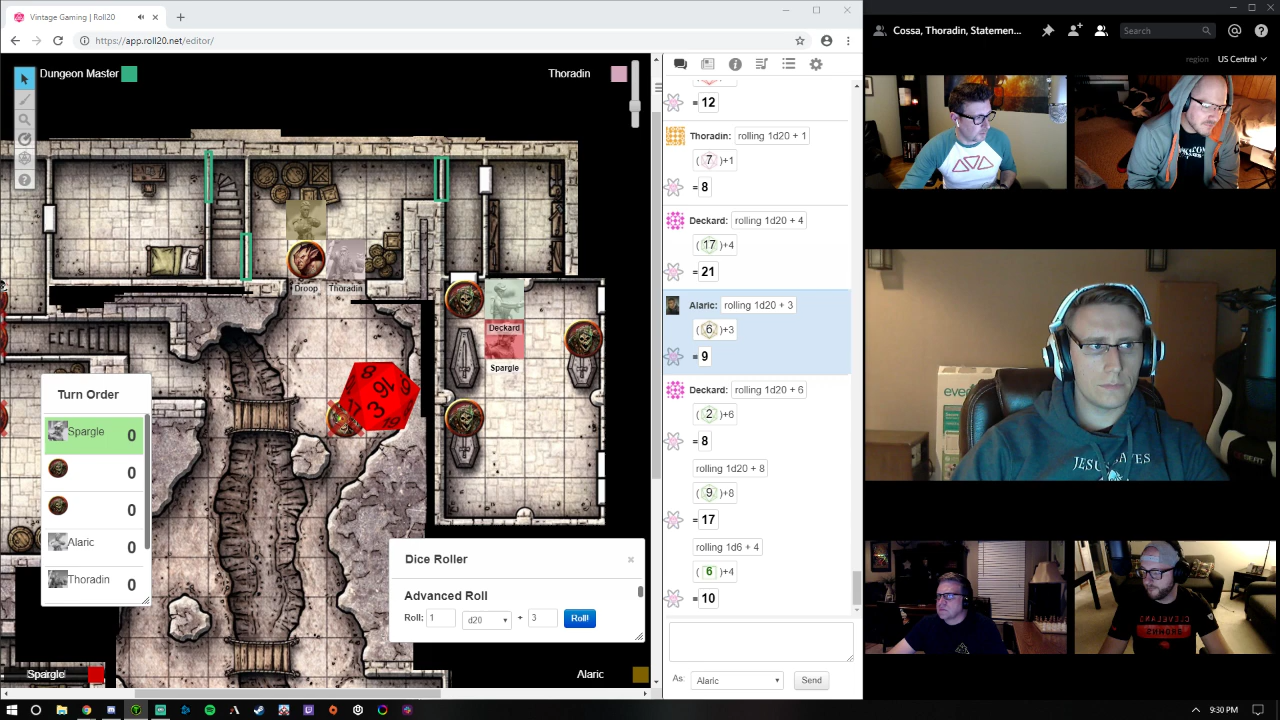 Vintage Gaming | Roll20
https://app.roll20.net/editor/
Dungeon Master
Thoradin
Droop
Thoradin
Deckard
Spargle
Turn Order
Spargle 0
0
0
Alaric 0
Thoradin 0
Dice Roller
Advanced Roll
Roll: 1 d20 + 3 Roll!
Spargle
Alaric
= 12
Thoradin: rolling 1d20 + 1
(7)+1
= 8
Deckard: rolling 1d20 + 4
(17)+4
= 21
Alaric: rolling 1d20 + 3
(6)+3
= 9
Deckard: rolling 1d20 + 6
(2)+6
= 8
rolling 1d20 + 8
(9)+8
= 17
rolling 1d6 + 4
(6)+4
= 10
As: Alaric Send
Cossa, Thoradin, Statemen...
Search
region US Central
CLEVELAND
BROWNS
9:30 PM